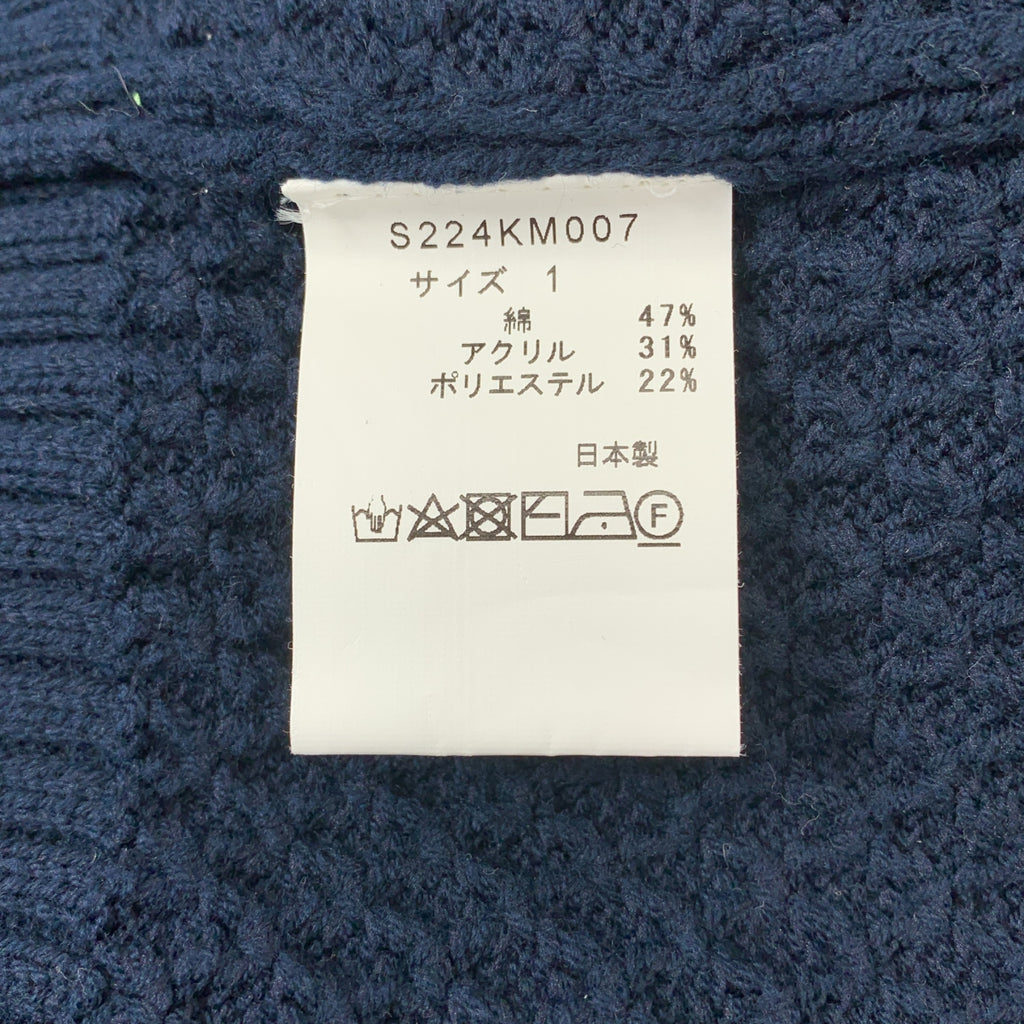 S224KM007
サイズ 1
綿 47%
アクリル 31%
ポリエステル 22%
日本製
F